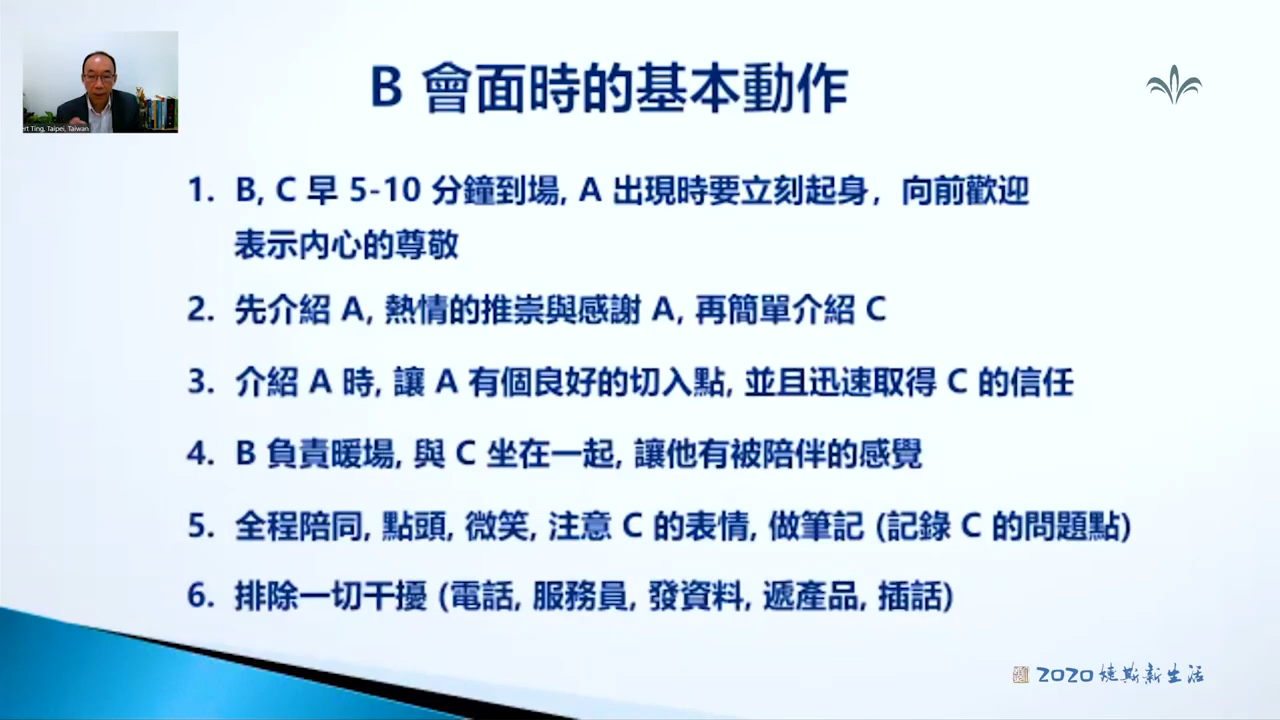 B 會面時的基本動作
rt Ting, Taipei, Taiwan
1. B, C 早 5-10 分鐘到場, A 出現時要立刻起身，向前歡迎
表示内心的尊敬
2. 先介紹 A, 熱情的推崇與感謝 A, 再簡單介紹 C
3. 介紹 A 時, 讓 A 有個良好的切入點, 並且迅速取得 C 的信任
4. B 負責暖場, 與 C 坐在一起, 讓他有被陪伴的感覺
5. 全程陪同, 點頭, 微笑, 注意 C 的表情, 做筆記 (記錄 C 的問題點)
6. 排除一切干擾 (電話, 服務員, 發資料, 遞產品, 插話)
2020 婕斯新生活